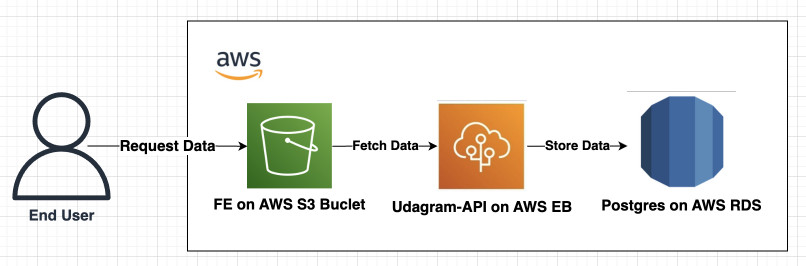 aws
Request Data
Fetch Data
Store Data
End User
FE on AWS S3 Buclet
Udagram-API on AWS EB
Postgres on AWS RDS